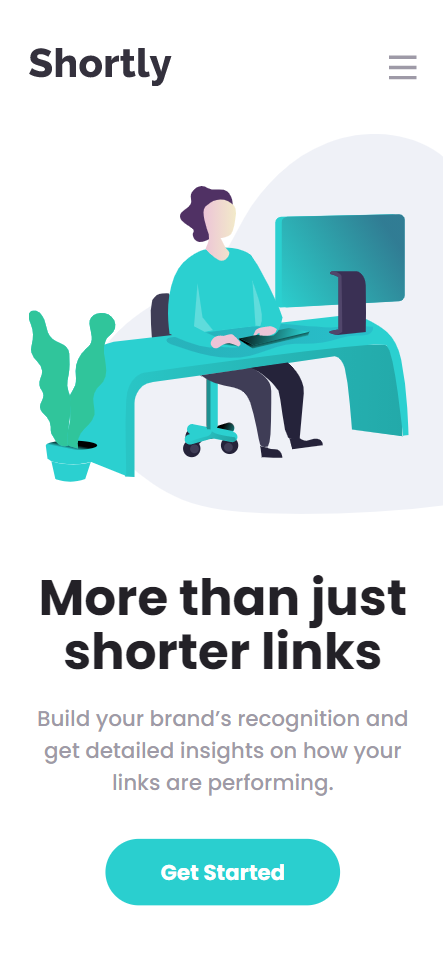 Shortly
More than just
shorter links
Build your brand’s recognition and
get detailed insights on how your
links are performing.
Get Started